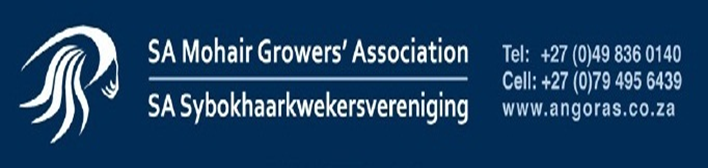 SA Mohair Growers' Association
SA Sybokhaarkwekersvereniging
Tel: +27 (0)49 836 0140
Cell: +27 (0)79 495 6439
www.angoras.co.za